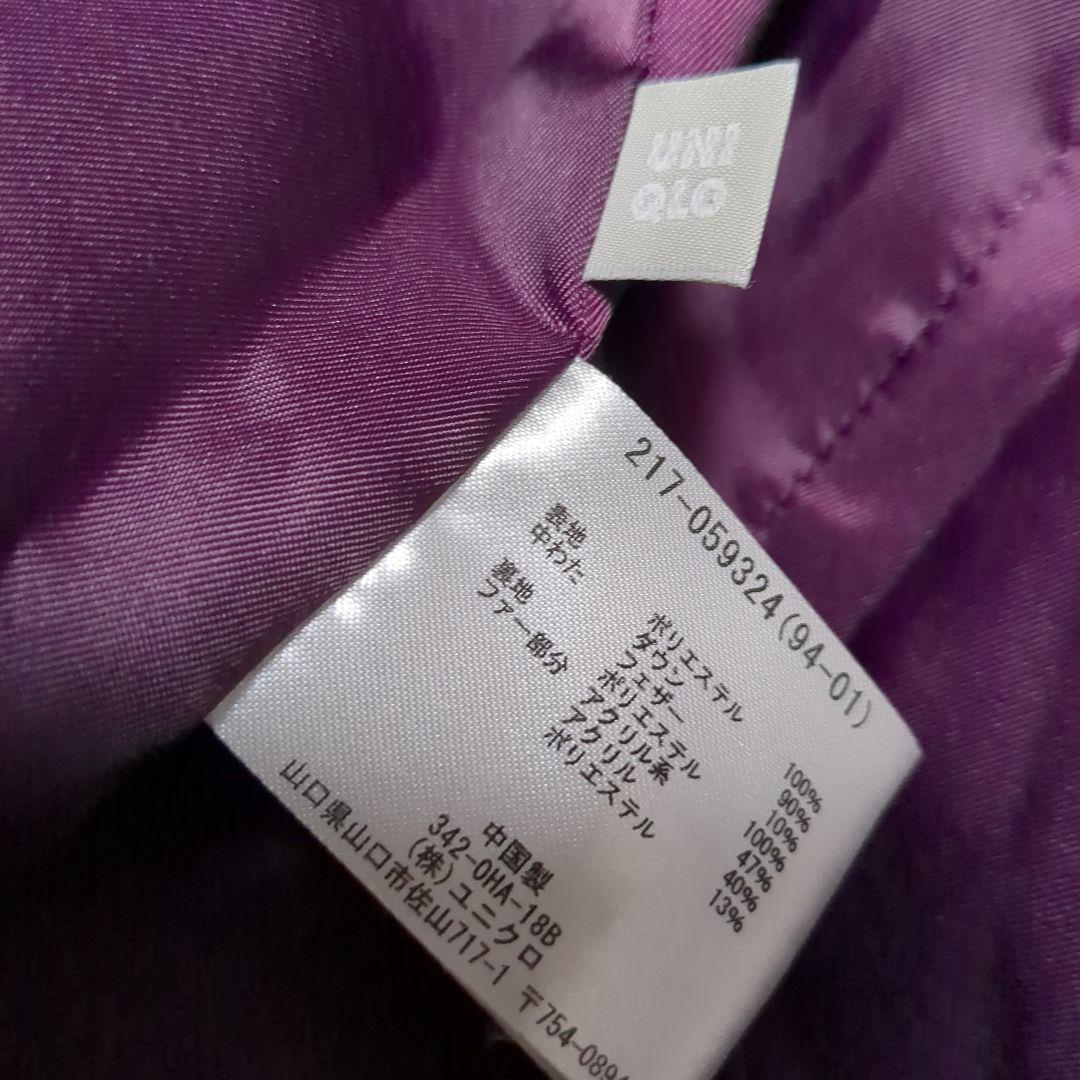 UNI
QLO
217-059324(94-01)
表地 ポリエステル 100%
中わた ダウン 90%
フェザー 10%
裏地 ポリエステル 100%
ファー部分 アクリル系 47%
アクリル 40%
ポリエステル 13%
中国製
342-0HA-18B
(株)ユニクロ
山口県山口市佐山717-1 〒754-0894